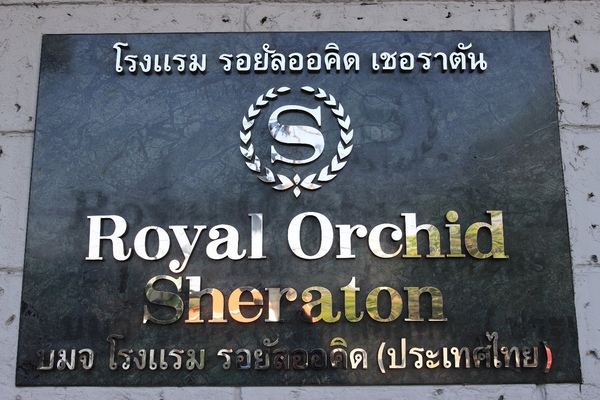 โรงแรม รอยัลออคิด เชอราตัน
S
Royal Orchid
Sheraton
บมจ โรงแรม รอยัลออคิด (ประเทศไทย)